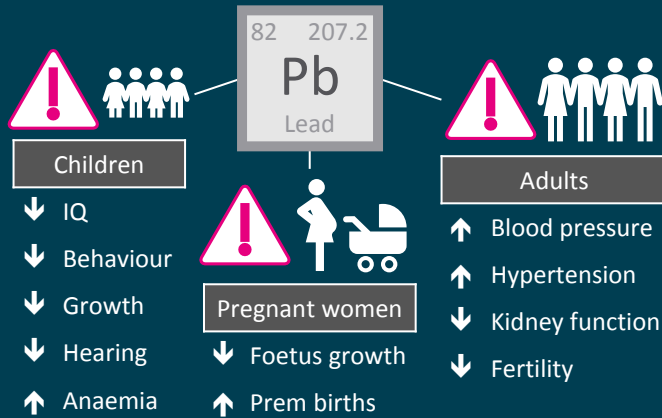 82 207.2
Pb
Lead
Children
IQ
Behaviour
Growth
Hearing
Anaemia
Pregnant women
Foetus growth
Prem births
Adults
Blood pressure
Hypertension
Kidney function
Fertility